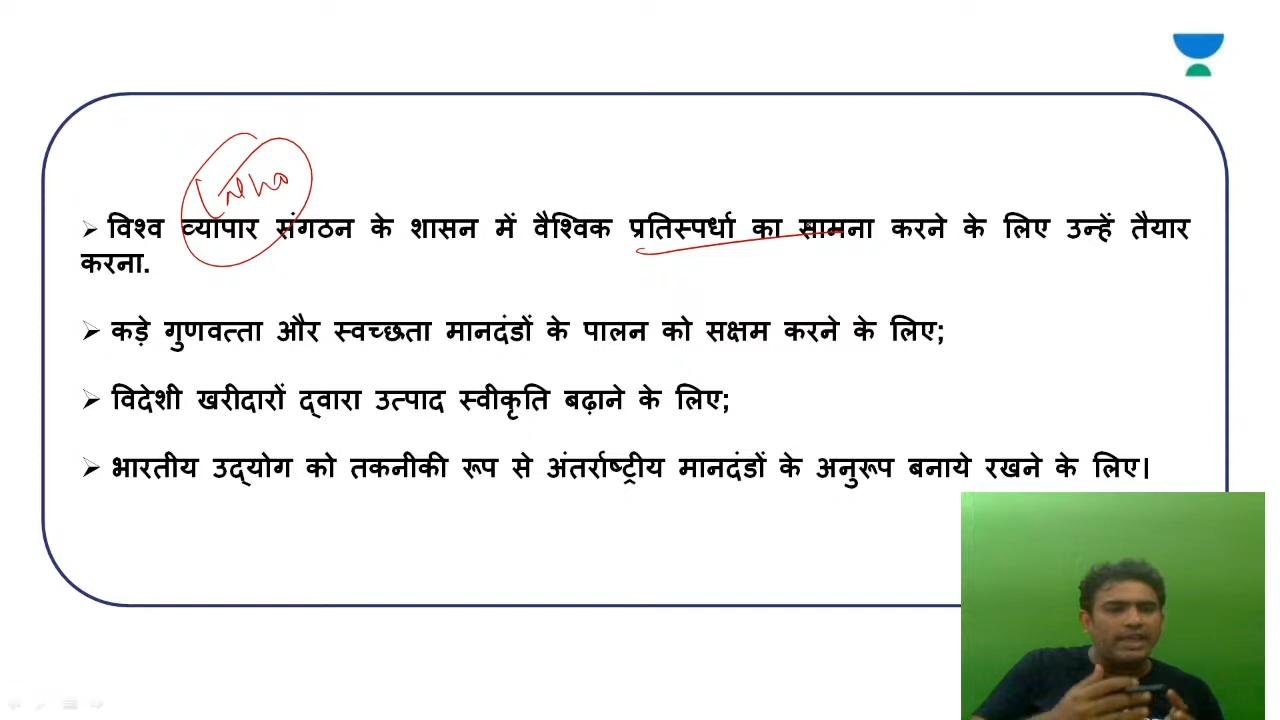 ➢ विश्व व्यापार संगठन के शासन में वैश्विक प्रतिस्पर्धा का सामना करने के लिए उन्हें तैयार
करना.
➢ कड़े गुणवत्ता और स्वच्छता मानदंडों के पालन को सक्षम करने के लिए;
➢ विदेशी खरीदारों द्वारा उत्पाद स्वीकृति बढ़ाने के लिए;
➢ भारतीय उद्योग को तकनीकी रूप से अंतर्राष्ट्रीय मानदंडों के अनुरूप बनाये रखने के लिए।